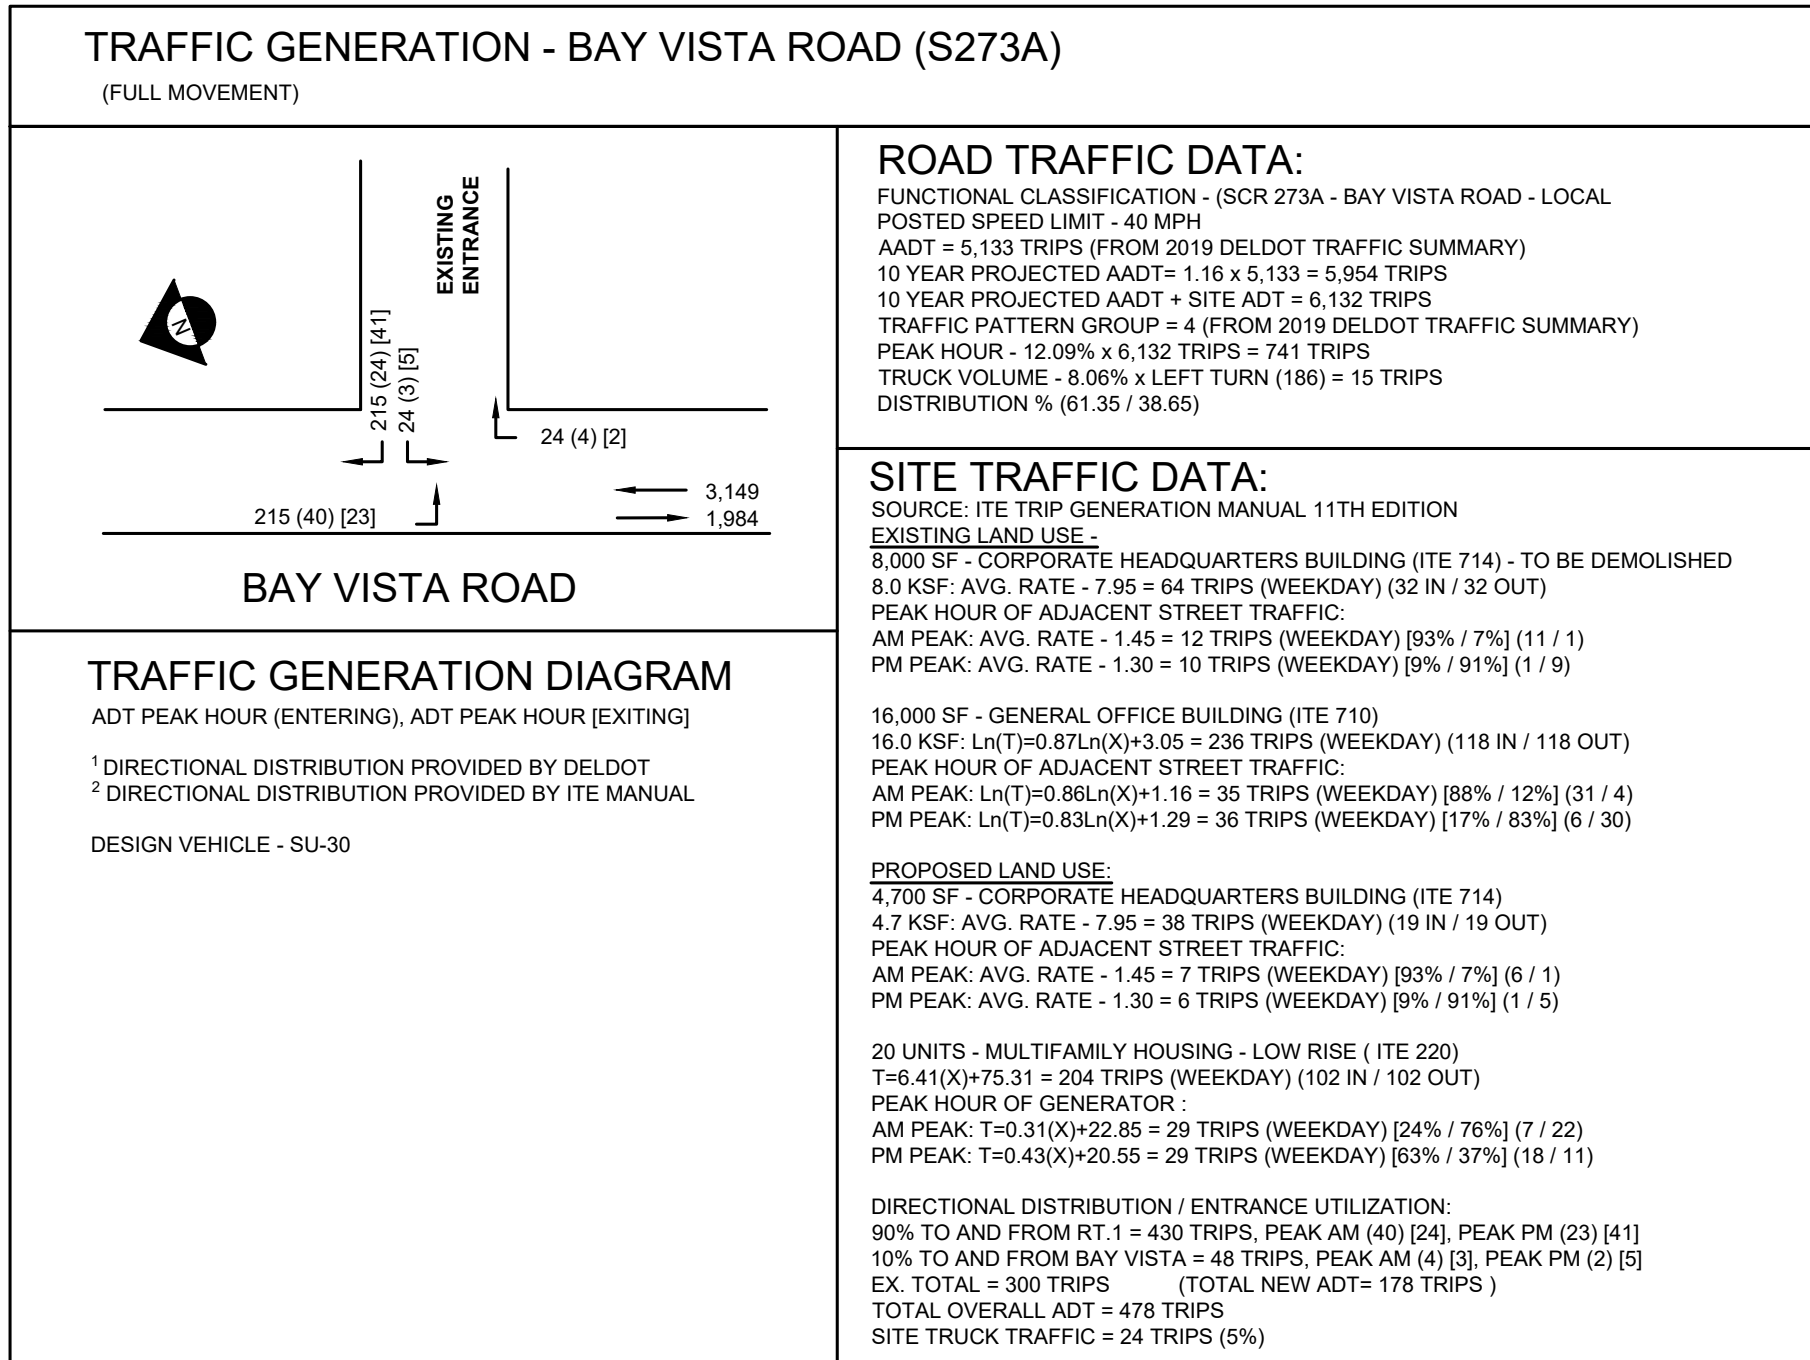 TRAFFIC GENERATION - BAY VISTA ROAD (S273A)
(FULL MOVEMENT)
EXISTING
ENTRANCE
N
215 (24) [41]
24 (3) [5]
24 (4) [2]
3,149
1,984
215 (40) [23]
BAY VISTA ROAD
TRAFFIC GENERATION DIAGRAM
ADT PEAK HOUR (ENTERING), ADT PEAK HOUR [EXITING]
1 DIRECTIONAL DISTRIBUTION PROVIDED BY DELDOT
2 DIRECTIONAL DISTRIBUTION PROVIDED BY ITE MANUAL
DESIGN VEHICLE - SU-30
ROAD TRAFFIC DATA:
FUNCTIONAL CLASSIFICATION - (SCR 273A - BAY VISTA ROAD - LOCAL
POSTED SPEED LIMIT - 40 MPH
AADT = 5,133 TRIPS (FROM 2019 DELDOT TRAFFIC SUMMARY)
10 YEAR PROJECTED AADT= 1.16 x 5,133 = 5,954 TRIPS
10 YEAR PROJECTED AADT + SITE ADT = 6,132 TRIPS
TRAFFIC PATTERN GROUP = 4 (FROM 2019 DELDOT TRAFFIC SUMMARY)
PEAK HOUR - 12.09% x 6,132 TRIPS = 741 TRIPS
TRUCK VOLUME - 8.06% x LEFT TURN (186) = 15 TRIPS
DISTRIBUTION % (61.35 / 38.65)
SITE TRAFFIC DATA:
SOURCE: ITE TRIP GENERATION MANUAL 11TH EDITION
EXISTING LAND USE -
8,000 SF - CORPORATE HEADQUARTERS BUILDING (ITE 714) - TO BE DEMOLISHED
8.0 KSF: AVG. RATE - 7.95 = 64 TRIPS (WEEKDAY) (32 IN / 32 OUT)
PEAK HOUR OF ADJACENT STREET TRAFFIC:
AM PEAK: AVG. RATE - 1.45 = 12 TRIPS (WEEKDAY) [93% / 7%] (11 / 1)
PM PEAK: AVG. RATE - 1.30 = 10 TRIPS (WEEKDAY) [9% / 91%] (1 / 9)
16,000 SF - GENERAL OFFICE BUILDING (ITE 710)
16.0 KSF: Ln(T)=0.87Ln(X)+3.05 = 236 TRIPS (WEEKDAY) (118 IN / 118 OUT)
PEAK HOUR OF ADJACENT STREET TRAFFIC:
AM PEAK: Ln(T)=0.86Ln(X)+1.16 = 35 TRIPS (WEEKDAY) [88% / 12%] (31 / 4)
PM PEAK: Ln(T)=0.83Ln(X)+1.29 = 36 TRIPS (WEEKDAY) [17% / 83%] (6 / 30)
PROPOSED LAND USE:
4,700 SF - CORPORATE HEADQUARTERS BUILDING (ITE 714)
4.7 KSF: AVG. RATE - 7.95 = 38 TRIPS (WEEKDAY) (19 IN / 19 OUT)
PEAK HOUR OF ADJACENT STREET TRAFFIC:
AM PEAK: AVG. RATE - 1.45 = 7 TRIPS (WEEKDAY) [93% / 7%] (6 / 1)
PM PEAK: AVG. RATE - 1.30 = 6 TRIPS (WEEKDAY) [9% / 91%] (1 / 5)
20 UNITS - MULTIFAMILY HOUSING - LOW RISE ( ITE 220)
T=6.41(X)+75.31 = 204 TRIPS (WEEKDAY) (102 IN / 102 OUT)
PEAK HOUR OF GENERATOR :
AM PEAK: T=0.31(X)+22.85 = 29 TRIPS (WEEKDAY) [24% / 76%] (7 / 22)
PM PEAK: T=0.43(X)+20.55 = 29 TRIPS (WEEKDAY) [63% / 37%] (18 / 11)
DIRECTIONAL DISTRIBUTION / ENTRANCE UTILIZATION:
90% TO AND FROM RT.1 = 430 TRIPS, PEAK AM (40) [24], PEAK PM (23) [41]
10% TO AND FROM BAY VISTA = 48 TRIPS, PEAK AM (4) [3], PEAK PM (2) [5]
EX. TOTAL = 300 TRIPS (TOTAL NEW ADT= 178 TRIPS )
TOTAL OVERALL ADT = 478 TRIPS
SITE TRUCK TRAFFIC = 24 TRIPS (5%)